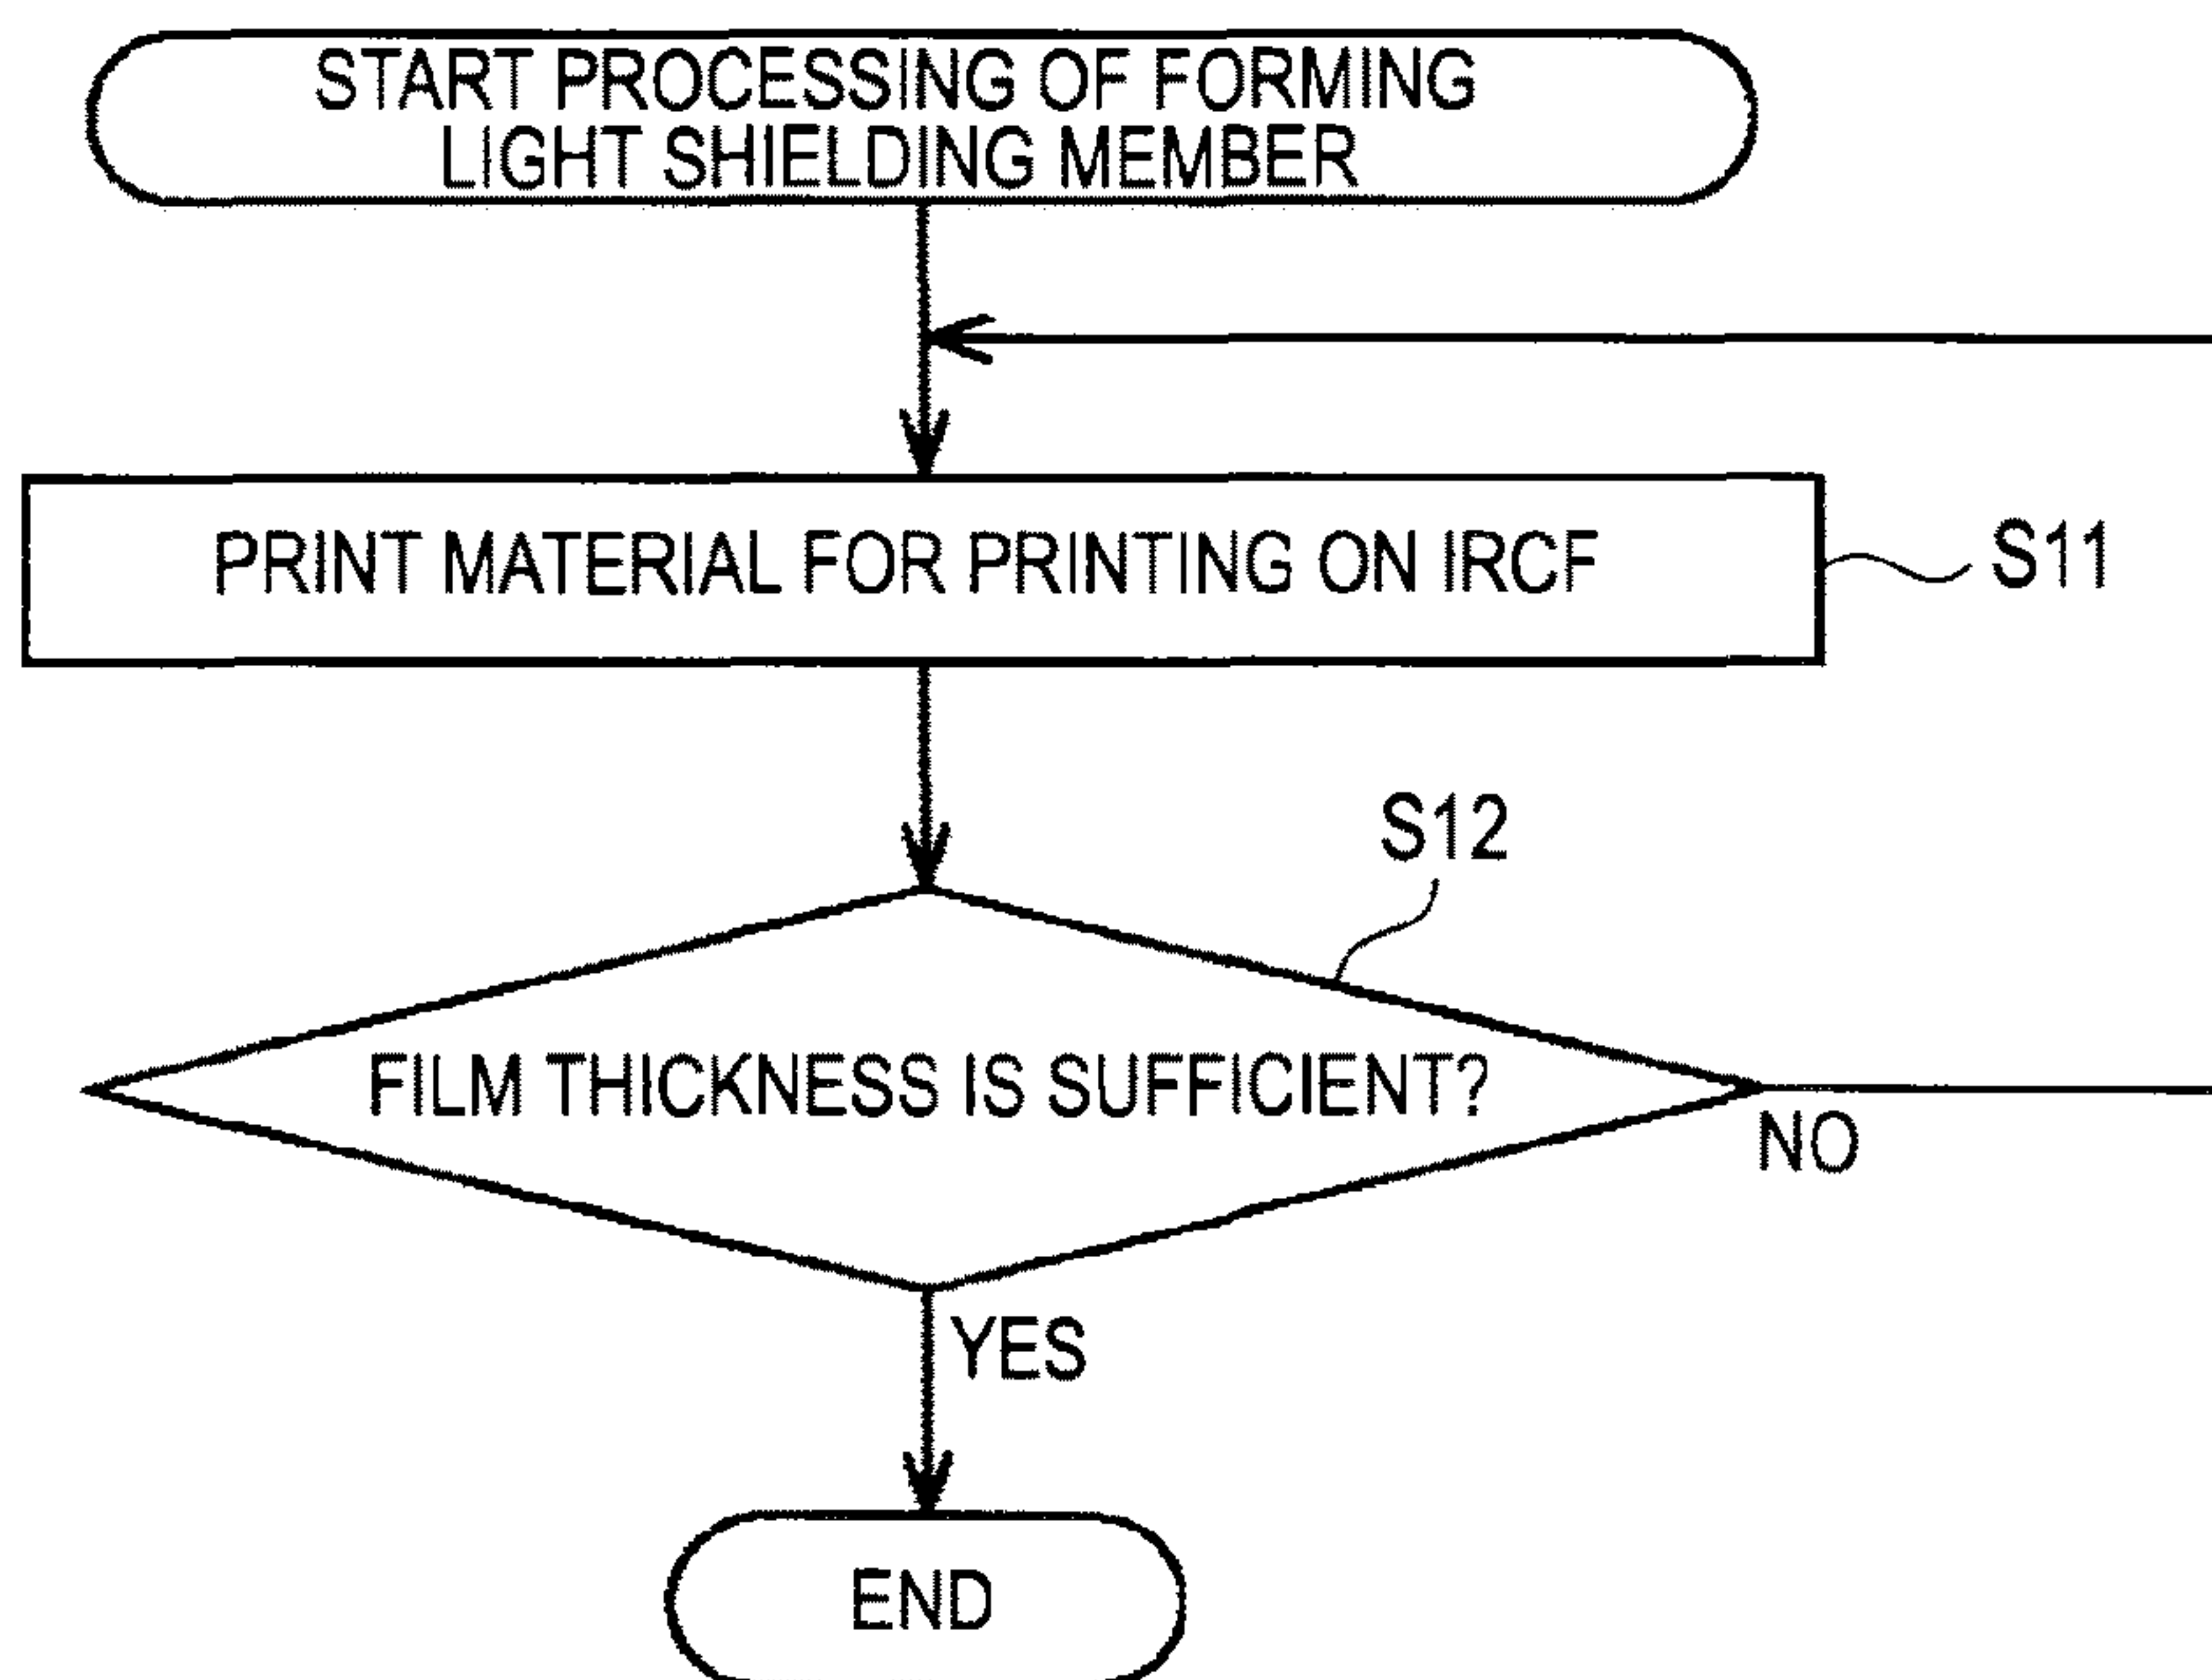 START PROCESSING OF FORMING
LIGHT SHIELDING MEMBER
PRINT MATERIAL FOR PRINTING ON IRCF
S11
S12
FILM THICKNESS IS SUFFICIENT?
NO
YES
END